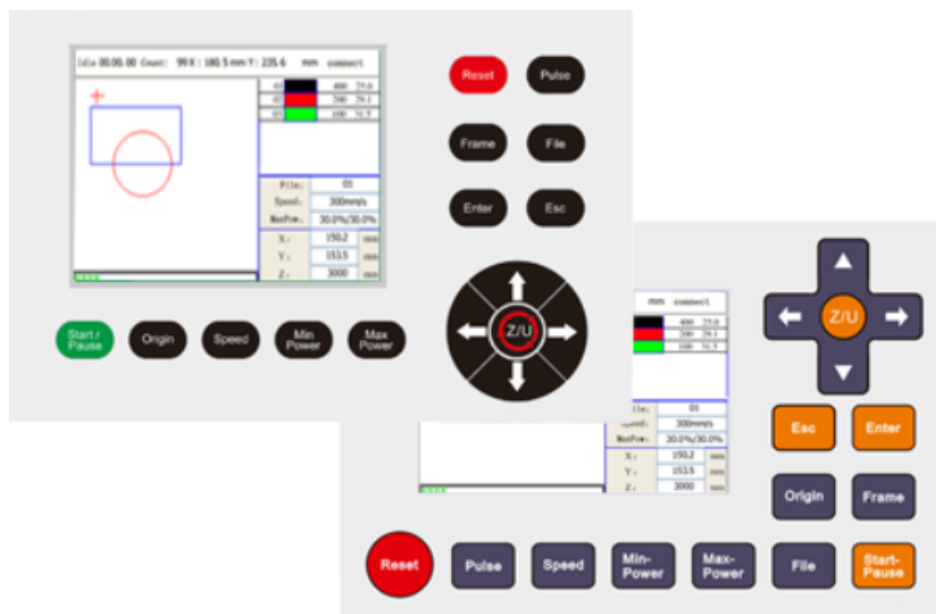 Idle 00.00.00 Count: 99 X: 180.5 mm Y: 235.6 mm connect
01 400 25.0
02 200 29.1
03 100 31.5
File: 01
Speed: 300mm/s
MaxPow: 30.0%/30.0%
X: 150.2 mm
Y: 153.5 mm
Z: 3000 mm
Reset Pulse
Frame File
Enter Esc
Z/U
Start/
Pause
Origin
Speed
Min
Power
Max
Power
mm connect
400 25.0
200 29.1
100 31.5
ile: 01
300mm/s
MaxPow: 30.0%/30.0%
X: 150.2 mm
Y: 153.5 mm
Z: 3000 mm
Z/U
Esc Enter
Origin Frame
Reset
Pulse
Speed
Min-
Power
Max-
Power
File
Start-
Pause